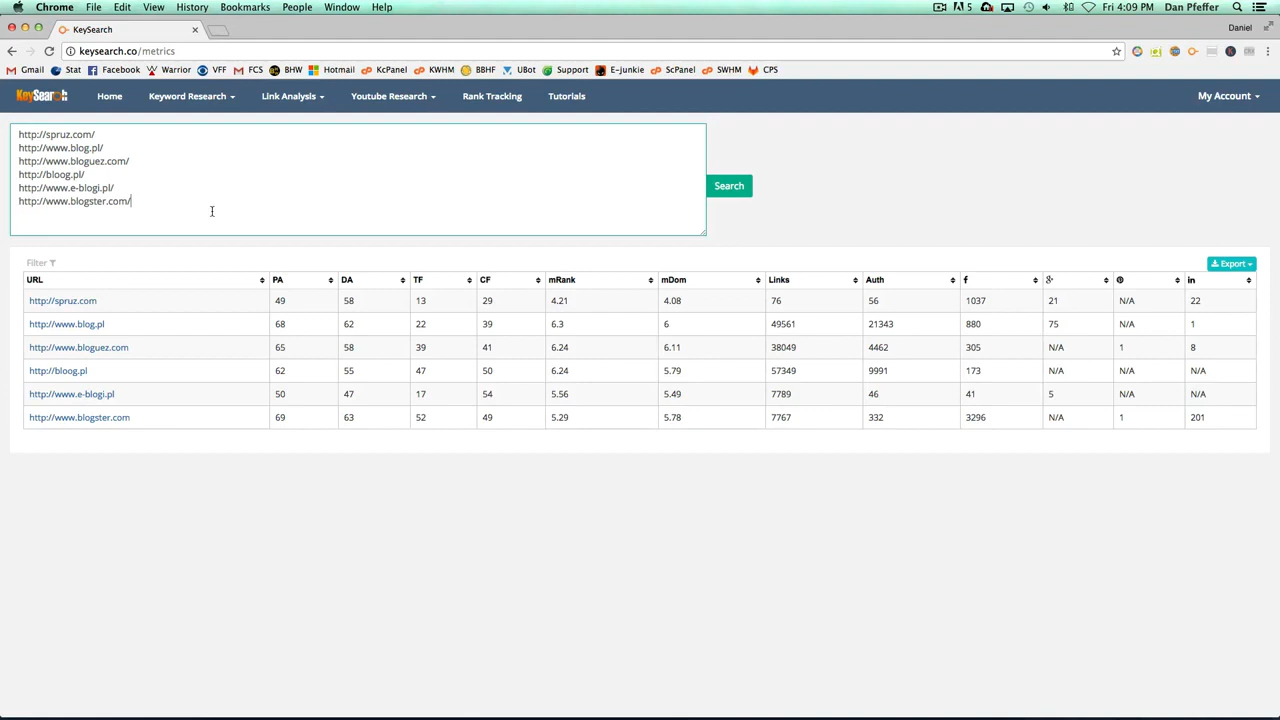 Chrome File Edit View History Bookmarks People Window Help 5 Fri 4:09 PM Dan Pfeffer
KeySearch Daniel
keysearch.co/metrics
Gmail Stat Facebook Warrior VFF FCS BHW Hotmail KcPanel KWHM BBHF UBot Support E-junkie ScPanel SWHM CPS
KeySearch Home Keyword Research Link Analysis Youtube Research Rank Tracking Tutorials My Account
http://spruz.com/
http://www.blog.pl/
http://www.bloguez.com/
http://bloog.pl/
http://www.e-blogi.pl/
http://www.blogster.com/
Search
Filter Export
URL PA DA TF CF mRank mDom Links Auth f g+ in
http://spruz.com 49 58 13 29 4.21 4.08 76 56 1037 21 N/A 22
http://www.blog.pl 68 62 22 39 6.3 6 49561 21343 880 75 N/A 1
http://www.bloguez.com 65 58 39 41 6.24 6.11 38049 4462 305 N/A 1 8
http://bloog.pl 62 55 47 50 6.24 5.79 57349 9991 173 N/A N/A N/A
http://www.e-blogi.pl 50 47 17 54 5.56 5.49 7789 46 41 5 N/A N/A
http://www.blogster.com 69 63 52 49 5.29 5.78 7767 332 3296 N/A 1 201